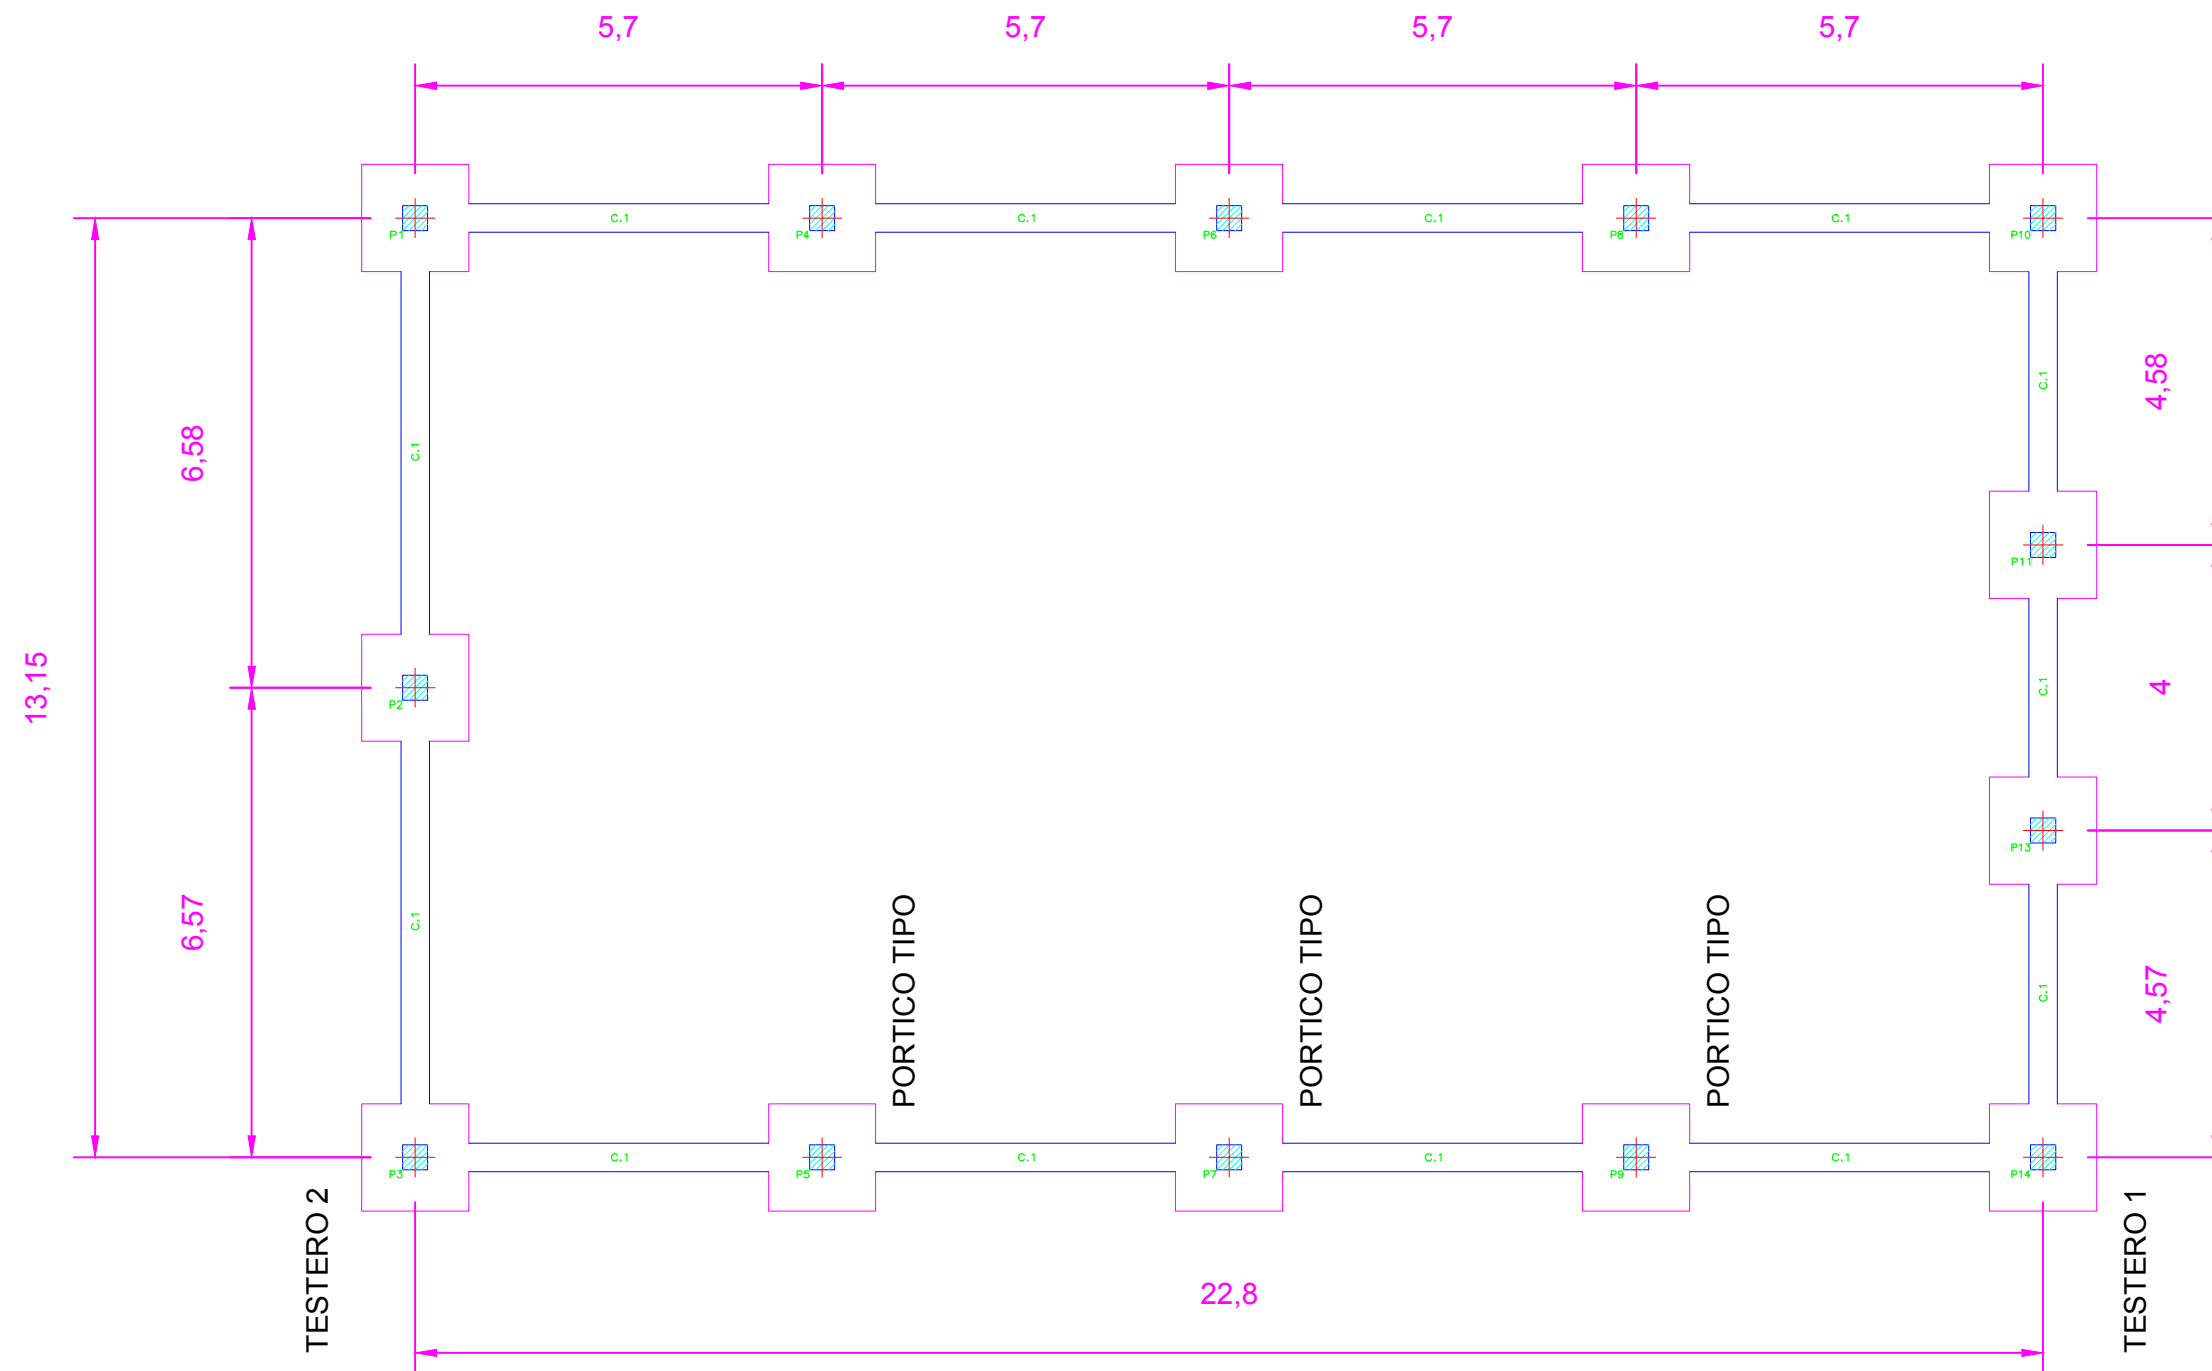 5,7
5,7
5,7
5,7
C.1
C.1
C.1
C.1
P1
P4
P6
P8
P10
C.1
4,58
6,58
C.1
P11
13,15
P2
C.1
4
P13
6,57
C.1
PORTICO TIPO
PORTICO TIPO
PORTICO TIPO
C.1
4,57
C.1
C.1
C.1
C.1
P3
P5
P7
P9
P14
TESTERO 2
22,8
TESTERO 1